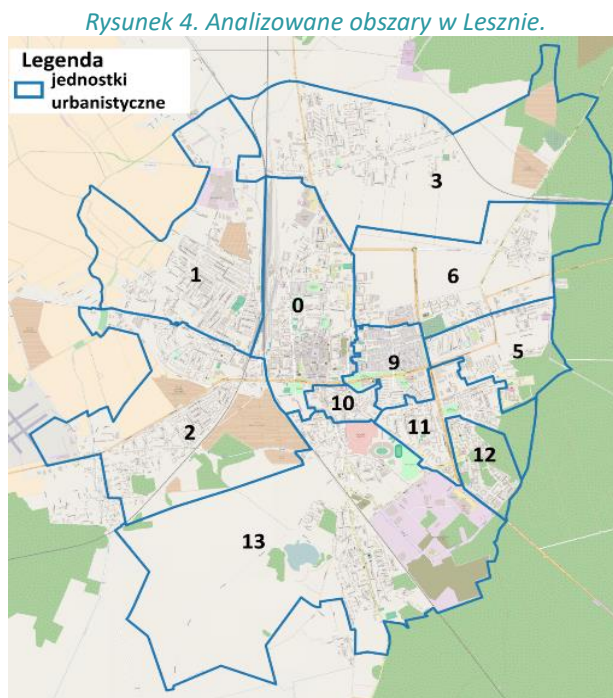 Rysunek 4. Analizowane obszary w Lesznie.
Legenda
jednostki
urbanistyczne
3
1
6
0
5
9
10
2
11
12
13